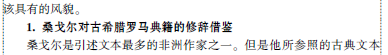 该具有的风貌。
1. 桑戈尔对古希腊罗马典籍的修辞借鉴
桑戈尔是引述文本最多的非洲作家之一。但是他所参照的古典文本